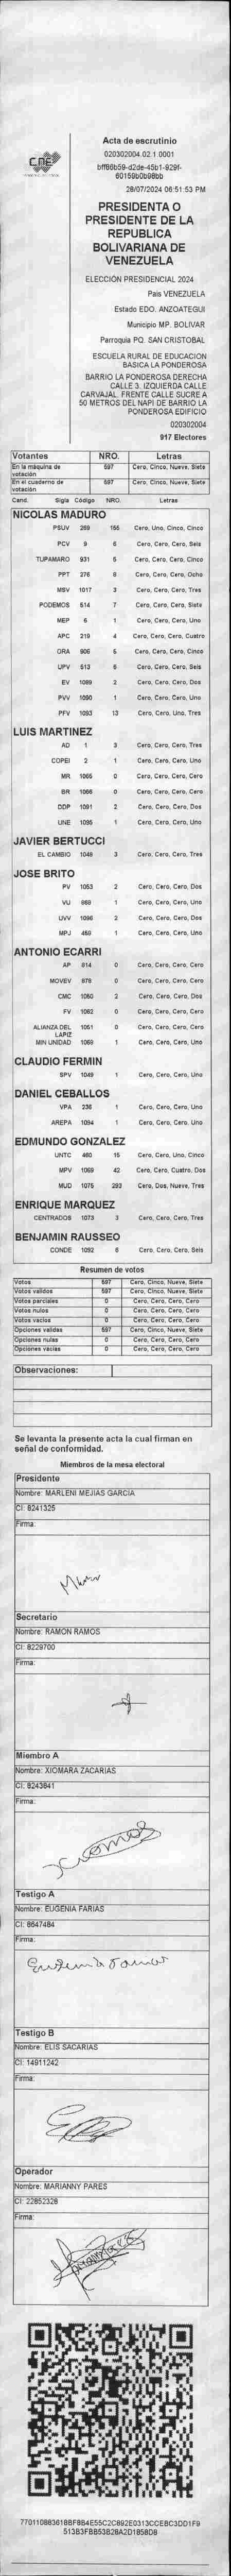 CNE
Acta de escrutinio
020302004.02.1.0001
28/07/2024 06:51:53 PM
PRESIDENTA O
PRESIDENTE DE LA
REPUBLICA
BOLIVARIANA DE
VENEZUELA
ELECCIÓN PRESIDENCIAL 2024
Pais VENEZUELA
Estado EDO. ANZOATEGUI
Municipio MP. BOLIVAR
Parroquia PQ. SAN CRISTOBAL
ESCUELA RURAL DE EDUCACION
BASICA LA PONDEROSA
BARRIO LA PONDEROSA DERECHA
CALLE 3. IZQUIERDA CALLE
CARVAJAL. FRENTE CALLE SUCRE A
50 METROS DEL NAPI DE BARRIO LA
PONDEROSA EDIFICIO
020302004
917 Electores
Votantes NRO. Letras
En la máquina de votación 597 Cero, Cinco, Nueve, Siete
En el cuaderno de votación 597 Cero, Cinco, Nueve, Siete
Cand. Sigla Código NRO. Letras
NICOLAS MADURO
PSUV 269 155 Cero, Uno, Cinco, Cinco
PCV 9 6 Cero, Cero, Cero, Seis
TUPAMARO 931 5 Cero, Cero, Cero, Cinco
PPT 276 8 Cero, Cero, Cero, Ocho
MSV 1017 3 Cero, Cero, Cero, Tres
PODEMOS 514 7 Cero, Cero, Cero, Siete
MEP 6 1 Cero, Cero, Cero, Uno
APC 219 4 Cero, Cero, Cero, Cuatro
ORA 906 5 Cero, Cero, Cero, Cinco
UPV 513 6 Cero, Cero, Cero, Seis
EV 1089 2 Cero, Cero, Cero, Dos
PVV 1090 1 Cero, Cero, Cero, Uno
PFV 1093 13 Cero, Cero, Uno, Tres
LUIS MARTINEZ
AD 1 3 Cero, Cero, Cero, Tres
COPEI 2 1 Cero, Cero, Cero, Uno
MR 1065 0 Cero, Cero, Cero, Cero
BR 1066 0 Cero, Cero, Cero, Cero
DDP 1091 2 Cero, Cero, Cero, Dos
UNE 1095 1 Cero, Cero, Cero, Uno
JAVIER BERTUCCI
EL CAMBIO 1048 3 Cero, Cero, Cero, Tres
JOSE BRITO
PV 1053 2 Cero, Cero, Cero, Dos
VU 868 1 Cero, Cero, Cero, Uno
UVV 1096 2 Cero, Cero, Cero, Dos
MPJ 459 1 Cero, Cero, Cero, Uno
ANTONIO ECARRI
AP 914 0 Cero, Cero, Cero, Cero
MOVEV 878 0 Cero, Cero, Cero, Cero
CMC 1050 2 Cero, Cero, Cero, Dos
FV 1052 0 Cero, Cero, Cero, Cero
ALIANZA DEL LAPIZ 1051 0 Cero, Cero, Cero, Cero
MIN UNIDAD 1068 1 Cero, Cero, Cero, Uno
CLAUDIO FERMIN
SPV 1049 1 Cero, Cero, Cero, Uno
DANIEL CEBALLOS
VPA 236 1 Cero, Cero, Cero, Uno
AREPA 1094 1 Cero, Cero, Cero, Uno
EDMUNDO GONZALEZ
UNTC 480 15 Cero, Cero, Uno, Cinco
MPV 1069 42 Cero, Cero, Cuatro, Dos
MUD 1075 293 Cero, Dos, Nueve, Tres
ENRIQUE MARQUEZ
CENTRADOS 1073 3 Cero, Cero, Cero, Tres
BENJAMIN RAUSSEO
CONDE 1092 6 Cero, Cero, Cero, Seis
Resumen de votos
Votos 597 Cero, Cinco, Nueve, Siete
Votos validos 597 Cero, Cinco, Nueve, Siete
Votos parciales 0 Cero, Cero, Cero, Cero
Votos nulos 0 Cero, Cero, Cero, Cero
Votos vacios 0 Cero, Cero, Cero, Cero
Opciones validas 597 Cero, Cinco, Nueve, Siete
Opciones nulas 0 Cero, Cero, Cero, Cero
Opciones vacias 0 Cero, Cero, Cero, Cero
Observaciones:
Se levanta la presente acta la cual firman en
señal de conformidad.
Miembros de la mesa electoral
Presidente
Nombre: MARLENI MEJIAS GARCIA
CI: 8241325
Firma:
Secretario
Nombre: RAMON RAMOS
CI: 8229700
Firma:
Miembro A
Nombre: XIOMARA ZACARIAS
CI: 8243841
Firma:
Testigo A
Nombre: EUGENIA FARIAS
CI: 8647484
Firma:
Testigo B
Nombre: ELIS SACARIAS
CI: 14911242
Firma:
Operador
Nombre: MARIANNY PARES
CI: 22852328
Firma: